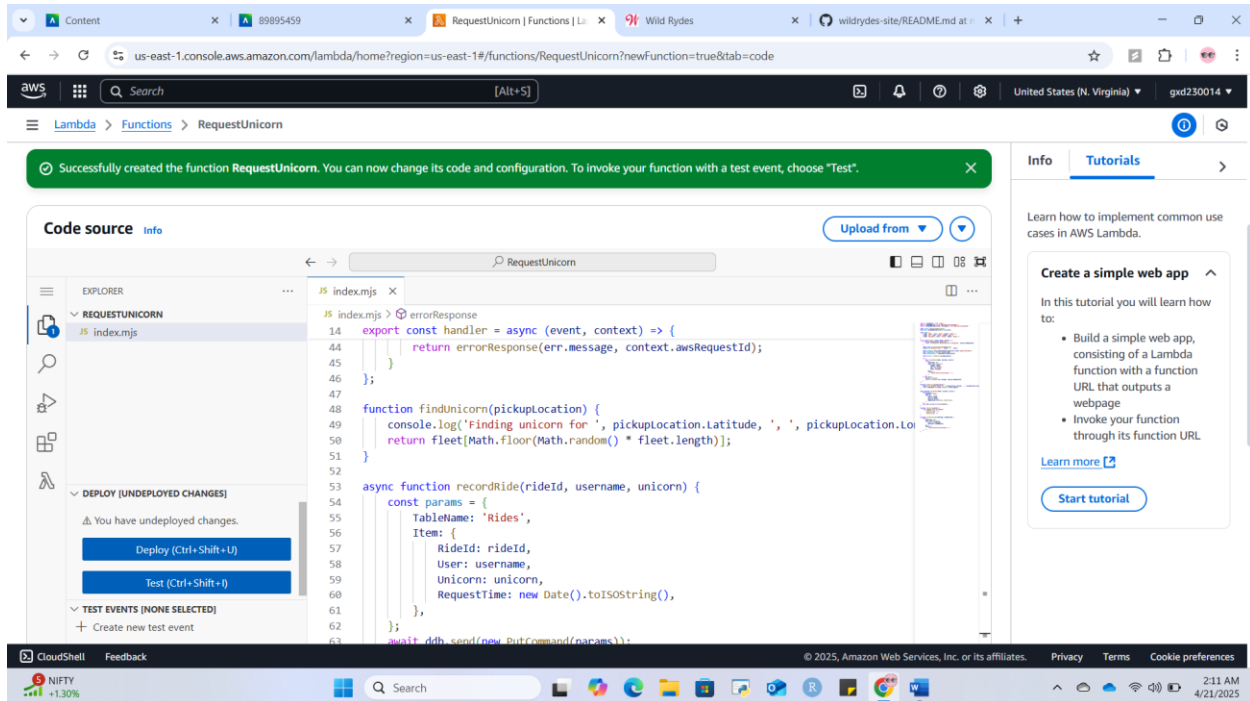 Content
89895459
RequestUnicorn | Functions | La
Wild Rydes
wildrydes-site/README.md at
us-east-1.console.aws.amazon.com/lambda/home?region=us-east-1#/functions/RequestUnicorn?newFunction=true&tab=code
aws
Search
[Alt+S]
United States (N. Virginia)
gxd230014
Lambda > Functions > RequestUnicorn
Successfully created the function RequestUnicorn. You can now change its code and configuration. To invoke your function with a test event, choose "Test".
Code source Info
Upload from
RequestUnicorn
EXPLORER
REQUESTUNICORN
JS index.mjs
1
DEPLOY [UNDEPLOYED CHANGES]
You have undeployed changes.
Deploy (Ctrl+Shift+U)
Test (Ctrl+Shift+I)
TEST EVENTS [NONE SELECTED]
+ Create new test event
JS index.mjs
JS index.mjs > errorResponse
14 export const handler = async (event, context) => {
44 return errorResponse(err.message, context.awsRequestId);
45 }
46 };
47
48 function findUnicorn(pickupLocation) {
49 console.log('Finding unicorn for ', pickupLocation.Latitude, ', ', pickupLocation.Lo
50 return fleet[Math.floor(Math.random() * fleet.length)];
51 }
52
53 async function recordRide(rideId, username, unicorn) {
54 const params = {
55 TableName: 'Rides',
56 Item: {
57 RideId: rideId,
58 User: username,
59 Unicorn: unicorn,
60 RequestTime: new Date().toISOString(),
61 },
62 };
63 await ddb.send(new PutCommand(params));
Info
Tutorials
Learn how to implement common use
cases in AWS Lambda.
Create a simple web app
In this tutorial you will learn how
to:
• Build a simple web app,
consisting of a Lambda
function with a function
URL that outputs a
webpage
• Invoke your function
through its function URL
Learn more
Start tutorial
CloudShell
Feedback
© 2025, Amazon Web Services, Inc. or its affiliates.
Privacy
Terms
Cookie preferences
5
NIFTY
+1.30%
Search
R
2:11 AM
4/21/2025